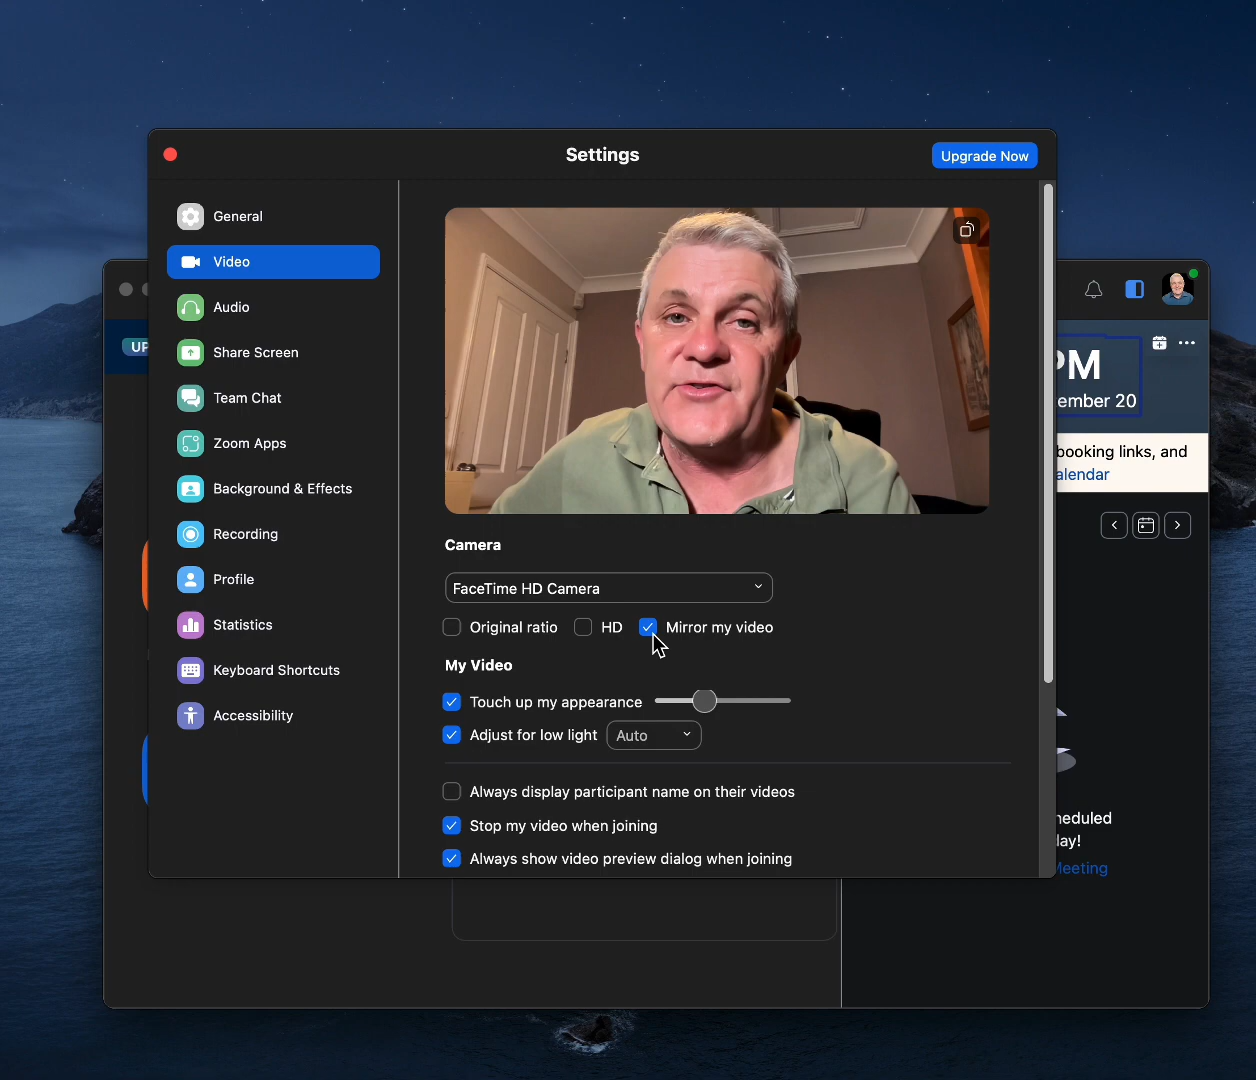 Settings
Upgrade Now
General
Video
Audio
Share Screen
Team Chat
Zoom Apps
Background & Effects
Recording
Profile
Statistics
Keyboard Shortcuts
Accessibility
Camera
FaceTime HD Camera
Original ratio HD Mirror my video
My Video
Touch up my appearance
Adjust for low light Auto
Always display participant name on their videos
Stop my video when joining
Always show video preview dialog when joining
UP
PM
ember 20
booking links, and
alendar
heduled
lay!
Meeting